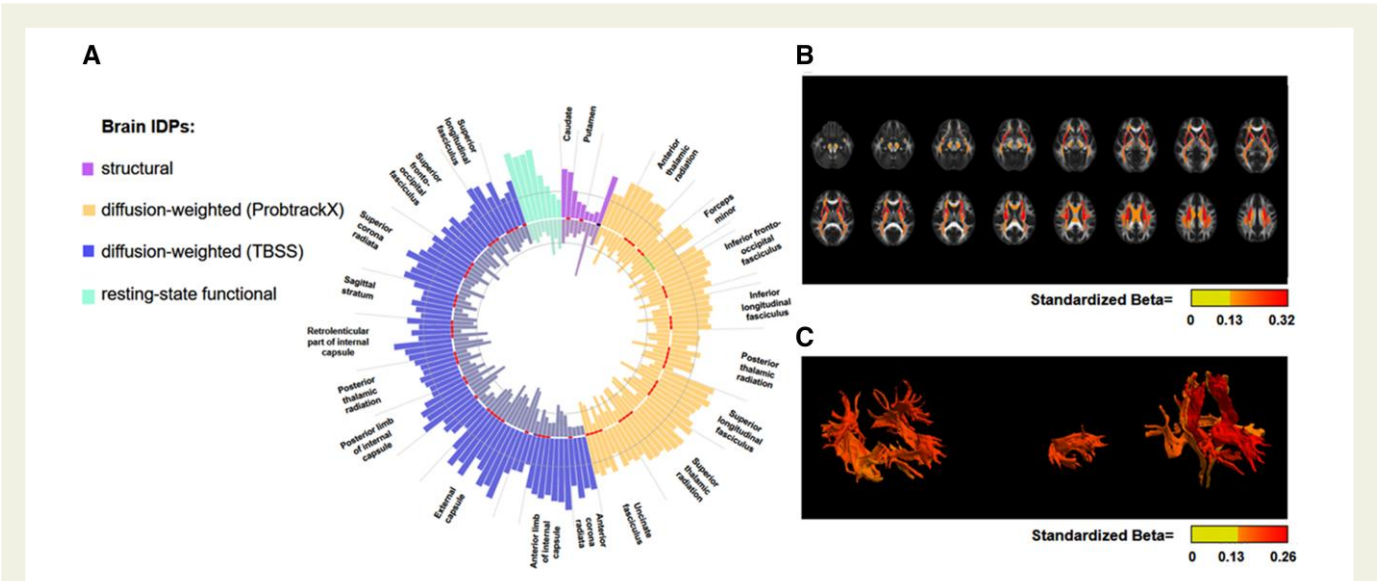 A
Brain IDPs:
structural
diffusion-weighted (ProbtrackX)
diffusion-weighted (TBSS)
resting-state functional
Caudate
Putamen
Anterior
thalamic
radiation
Forceps
minor
Inferior fronto-
occipital
fasciculus
Inferior
longitudinal
fasciculus
Posterior
thalamic
radiation
Superior
longitudinal
fasciculus
Superior
thalamic
radiation
Uncinate
fasciculus
Anterior
corona
radiata
Anterior limb
of internal
capsule
External
capsule
Posterior limb
of internal
capsule
Posterior
thalamic
radiation
Retrolenticular
part of internal
capsule
Sagittal
stratum
Superior
corona
radiata
Superior
fronto-
occipital
fasciculus
Superior
longitudinal
fasciculus
B
Standardized Beta=
0 0.13 0.32
C
Standardized Beta=
0 0.13 0.26